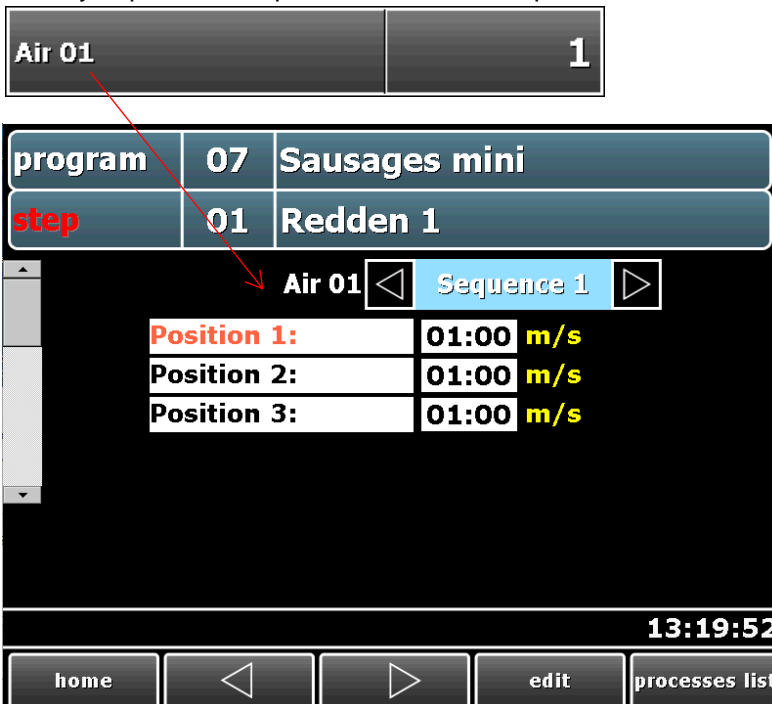 Air 01 1
program 07 Sausages mini
step 01 Redden 1
Air 01 Sequence 1
Position 1: 01:00 m/s
Position 2: 01:00 m/s
Position 3: 01:00 m/s
13:19:52
home edit processes list